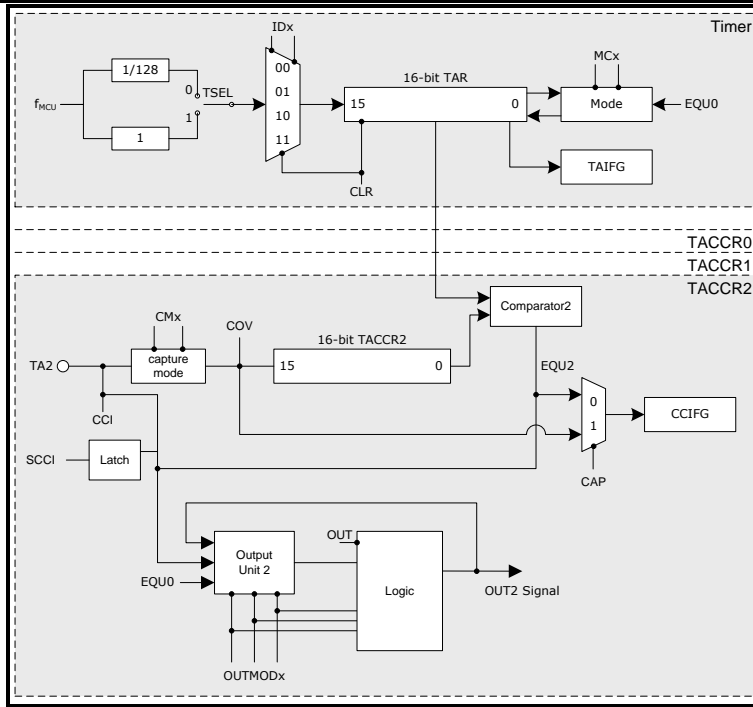 Timer
IDx
1/128
f MCU
0
TSEL
1
1
00
01
10
11
16-bit TAR
15 0
CLR
MCx
Mode
EQU0
TAIFG
TACCR0
TACCR1
TACCR2
Comparator2
CMx
COV
16-bit TACCR2
TA2
capture
mode
15 0
EQU2
CCI
0
1
CCIFG
SCCI
Latch
CAP
OUT
Output
Unit 2
EQU0
Logic
OUT2 Signal
OUTMODx